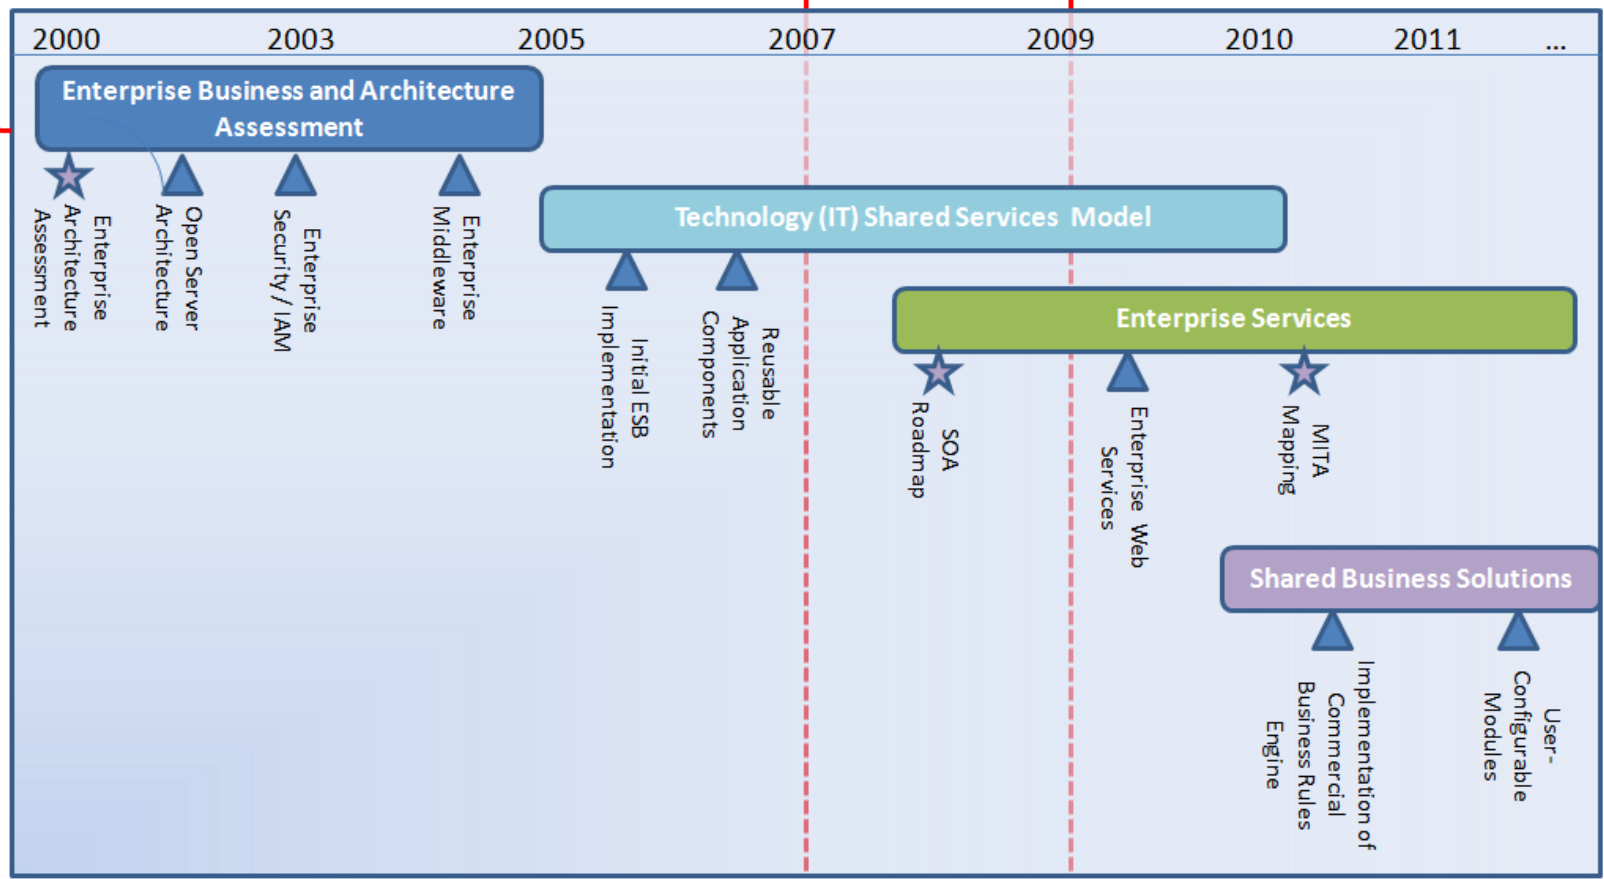 2000 2003 2005 2007 2009 2010 2011 ...
Enterprise Business and Architecture
Assessment
Enterprise
Architecture
Assessment
Open Server
Architecture
Enterprise
Security / IAM
Enterprise
Middleware
Technology (IT) Shared Services Model
Initial ESB
Implementation
Reusable
Application
Components
Enterprise Services
SOA
Roadmap
Enterprise Web
Services
MITA
Mapping
Shared Business Solutions
Implementation of
Commercial
Business Rules
Engine
User-
Configurable
Modules